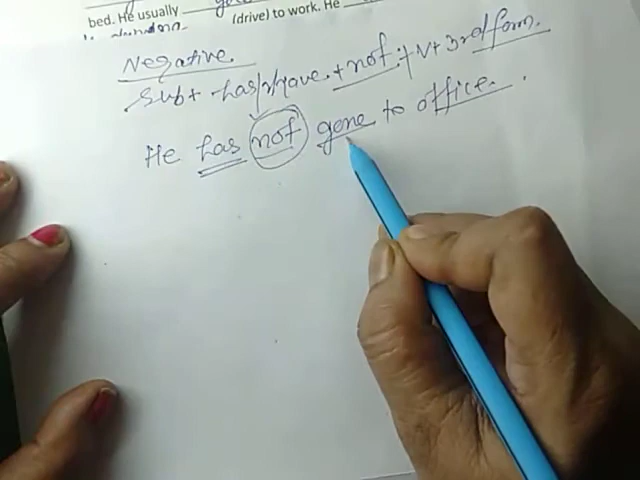 bed. He usually (drive) to work. He
Negative.
Sub+ has/have. + not + V+ 3rd form.
He has not gone to office.